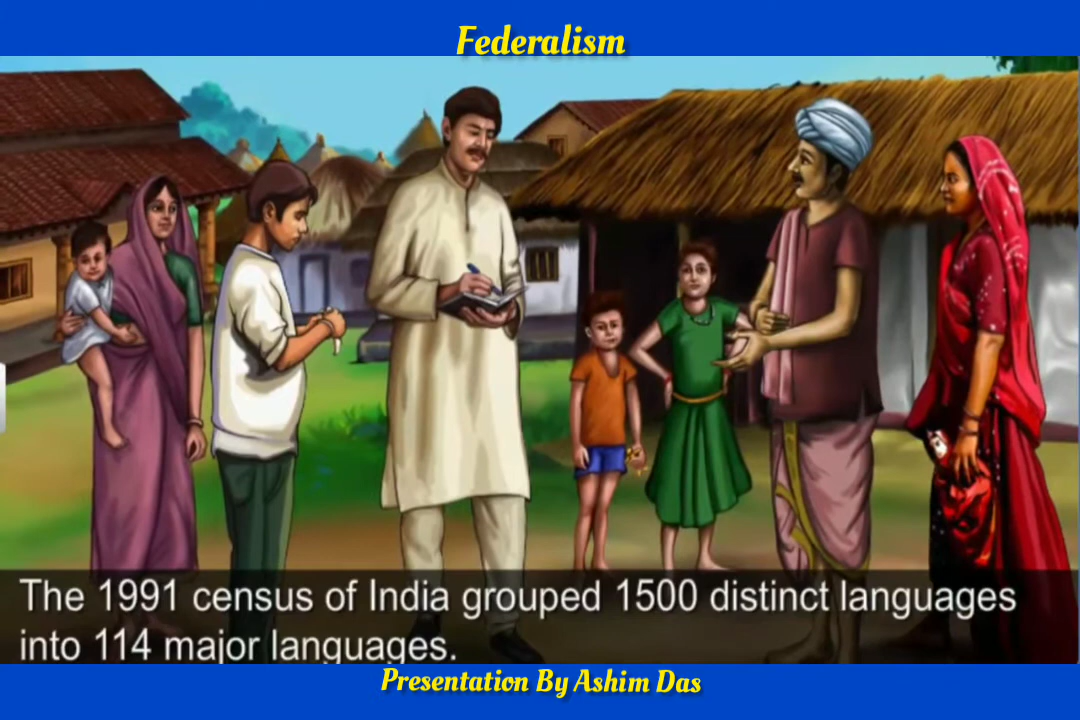 Federalism
The 1991 census of India grouped 1500 distinct languages
into 114 major languages.
Presentation By Ashim Das